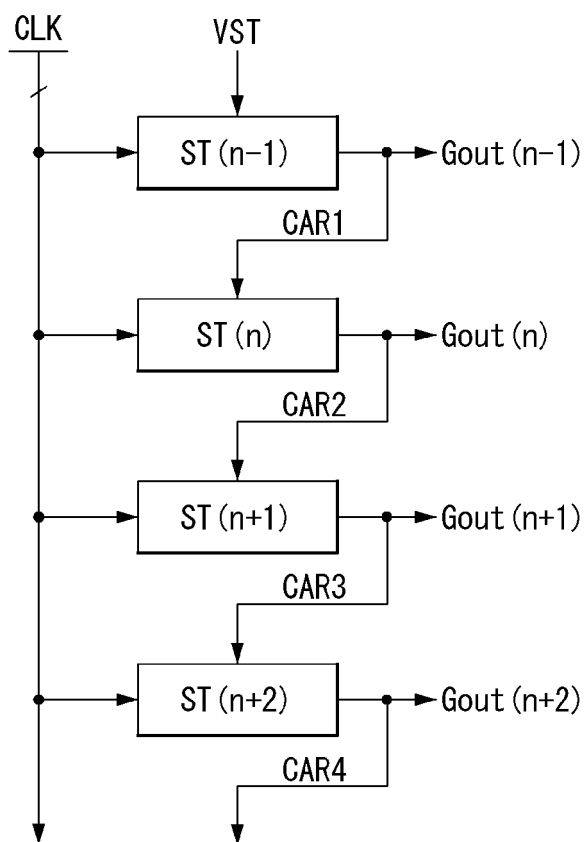 CLK
VST
ST(n-1)
Gout(n-1)
CAR1
ST(n)
Gout(n)
CAR2
ST(n+1)
Gout(n+1)
CAR3
ST(n+2)
Gout(n+2)
CAR4